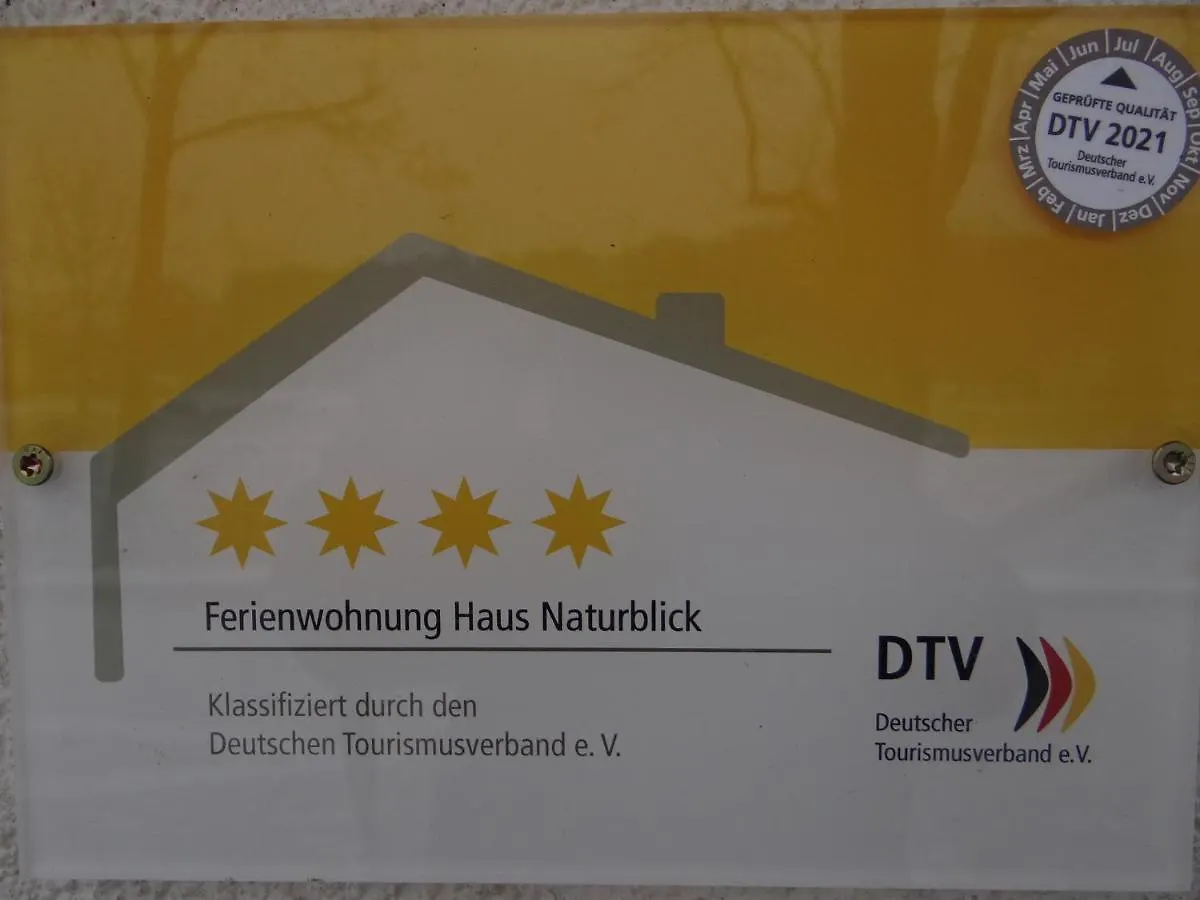 Jan | Feb | Mrz | Apr | Mai | Jun | Jul | Aug | Sep | Okt | Nov | Dez
GEPRÜFTE QUALITÄT
DTV 2021
Deutscher
Tourismusverband e.V.
Ferienwohnung Haus Naturblick
Klassifiziert durch den
Deutschen Tourismusverband e. V.
DTV
Deutscher
Tourismusverband e.V.